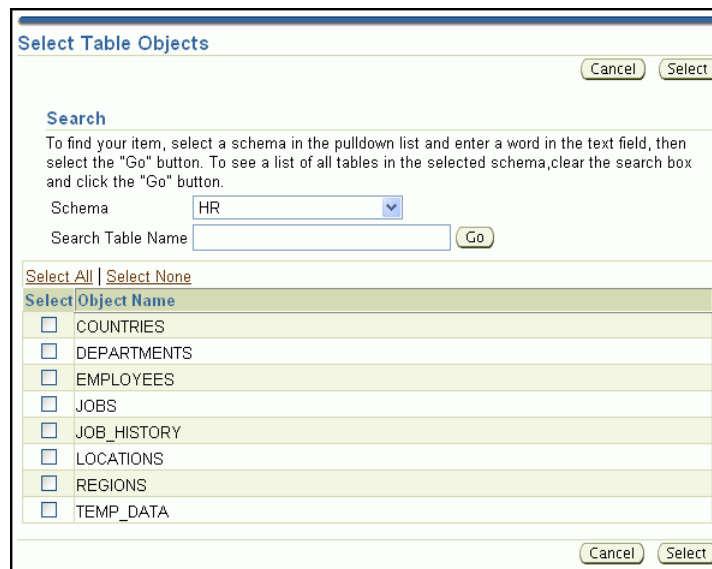 Select Table Objects
Cancel Select
Search
To find your item, select a schema in the pulldown list and enter a word in the text field, then
select the "Go" button. To see a list of all tables in the selected schema,clear the search box
and click the "Go" button.
Schema HR
Search Table Name Go
Select All | Select None
Select Object Name
COUNTRIES
DEPARTMENTS
EMPLOYEES
JOBS
JOB_HISTORY
LOCATIONS
REGIONS
TEMP_DATA
Cancel Select